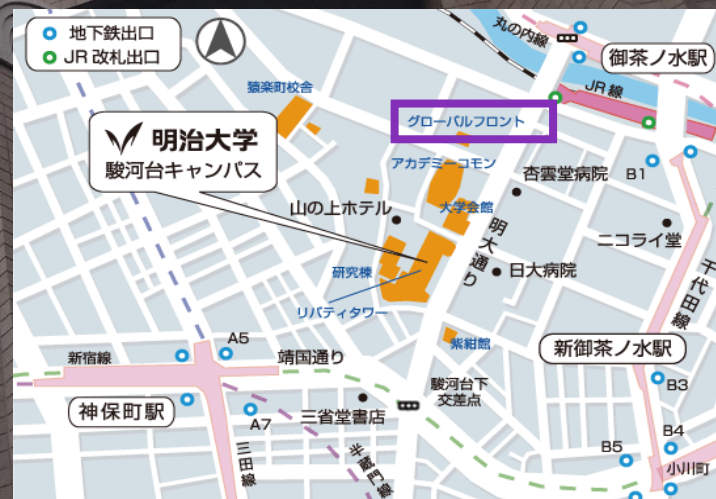 地下鉄出口
JR 改札出口
丸の内線
御茶ノ水駅
JR 線
猿楽町校舎
グローバルフロント
明治大学
駿河台キャンパス
アカデミーコモン
杏雲堂病院
B1
山の上ホテル
大学会館
明大通り
ニコライ堂
研究棟
日大病院
千代田線
リバティタワー
A5
紫紺館
新御茶ノ水駅
新宿線
靖国通り
駿河台下
交差点
B3
神保町駅
A7
三省堂書店
三田線
半蔵門線
B5
B4
小川町